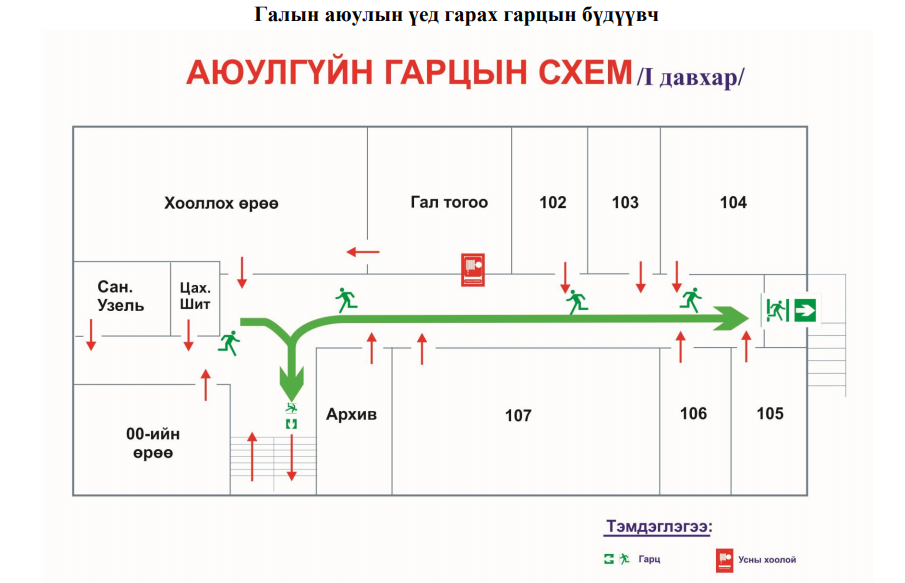 Галын аюулын үед гарах гарцын бүдүүвч
АЮУЛГҮЙН ГАРЦЫН СХЕМ /I давхар/
Хооллох өрөө
Гал тогоо
102
103
104
Сан.
Узель
Цах.
Шит
Архив
107
106
105
00-ийн
өрөө
Тэмдэглэгээ:
Гарц
Усны хоолой